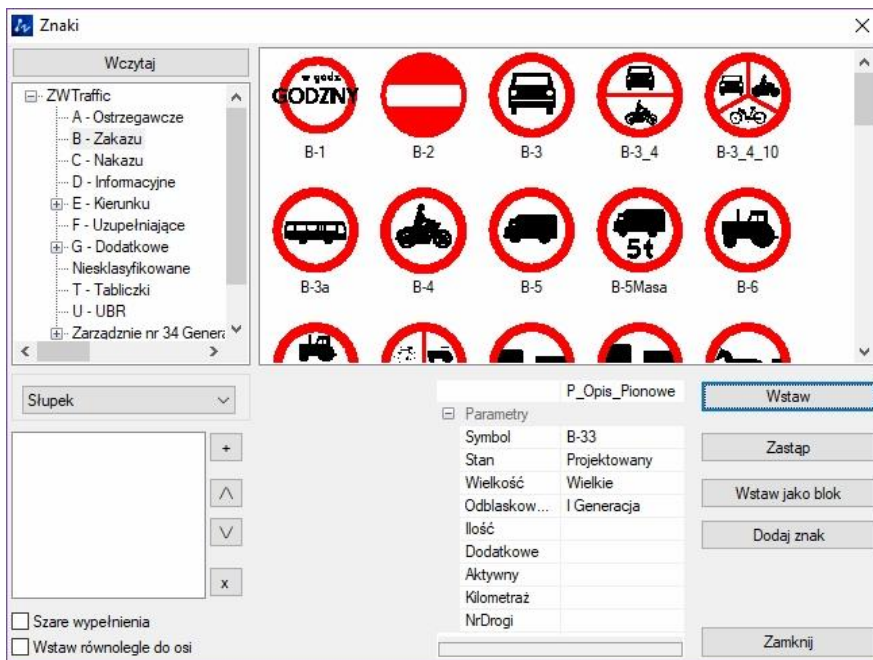 Znaki
Wczytaj
ZWTraffic
A - Ostrzegawcze
B - Zakazu
C - Nakazu
D - Informacyjne
E - Kierunku
F - Uzupełniające
G - Dodatkowe
Niesklasyfikowane
T - Tabliczki
U - UBR
Zarządznie nr 34 Genera
w godz
GODZINY
B-1 B-2 B-3 B-3_4 B-3_4_10
5t
B-3a B-4 B-5 B-5Masa B-6
Słupek
+
x
Szare wypełnienia
Wstaw równolegle do osi
P_Opis_Pionowe
Parametry
Symbol B-33
Stan Projektowany
Wielkość Wielkie
Odblaskow... I Generacja
Ilość
Dodatkowe
Aktywny
Kilometraż
NrDrogi
Wstaw
Zastąp
Wstaw jako blok
Dodaj znak
Zamknij